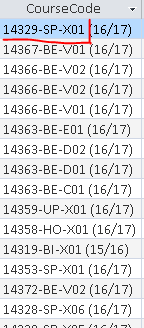 CourseCode
14329-SP-X01 (16/17)
14367-BE-V01 (16/17)
14366-BE-V02 (16/17)
14366-BE-V02 (16/17)
14366-BE-V01 (16/17)
14363-BE-E01 (16/17)
14363-BE-D02 (16/17)
14363-BE-D01 (16/17)
14363-BE-C01 (16/17)
14359-UP-X01 (16/17)
14358-HO-X01 (16/17)
14319-BI-X01 (15/16)
14353-SP-X01 (16/17)
14372-BE-V02 (16/17)
14328-SP-X06 (16/17)
14328-SP-X05 (16/17)